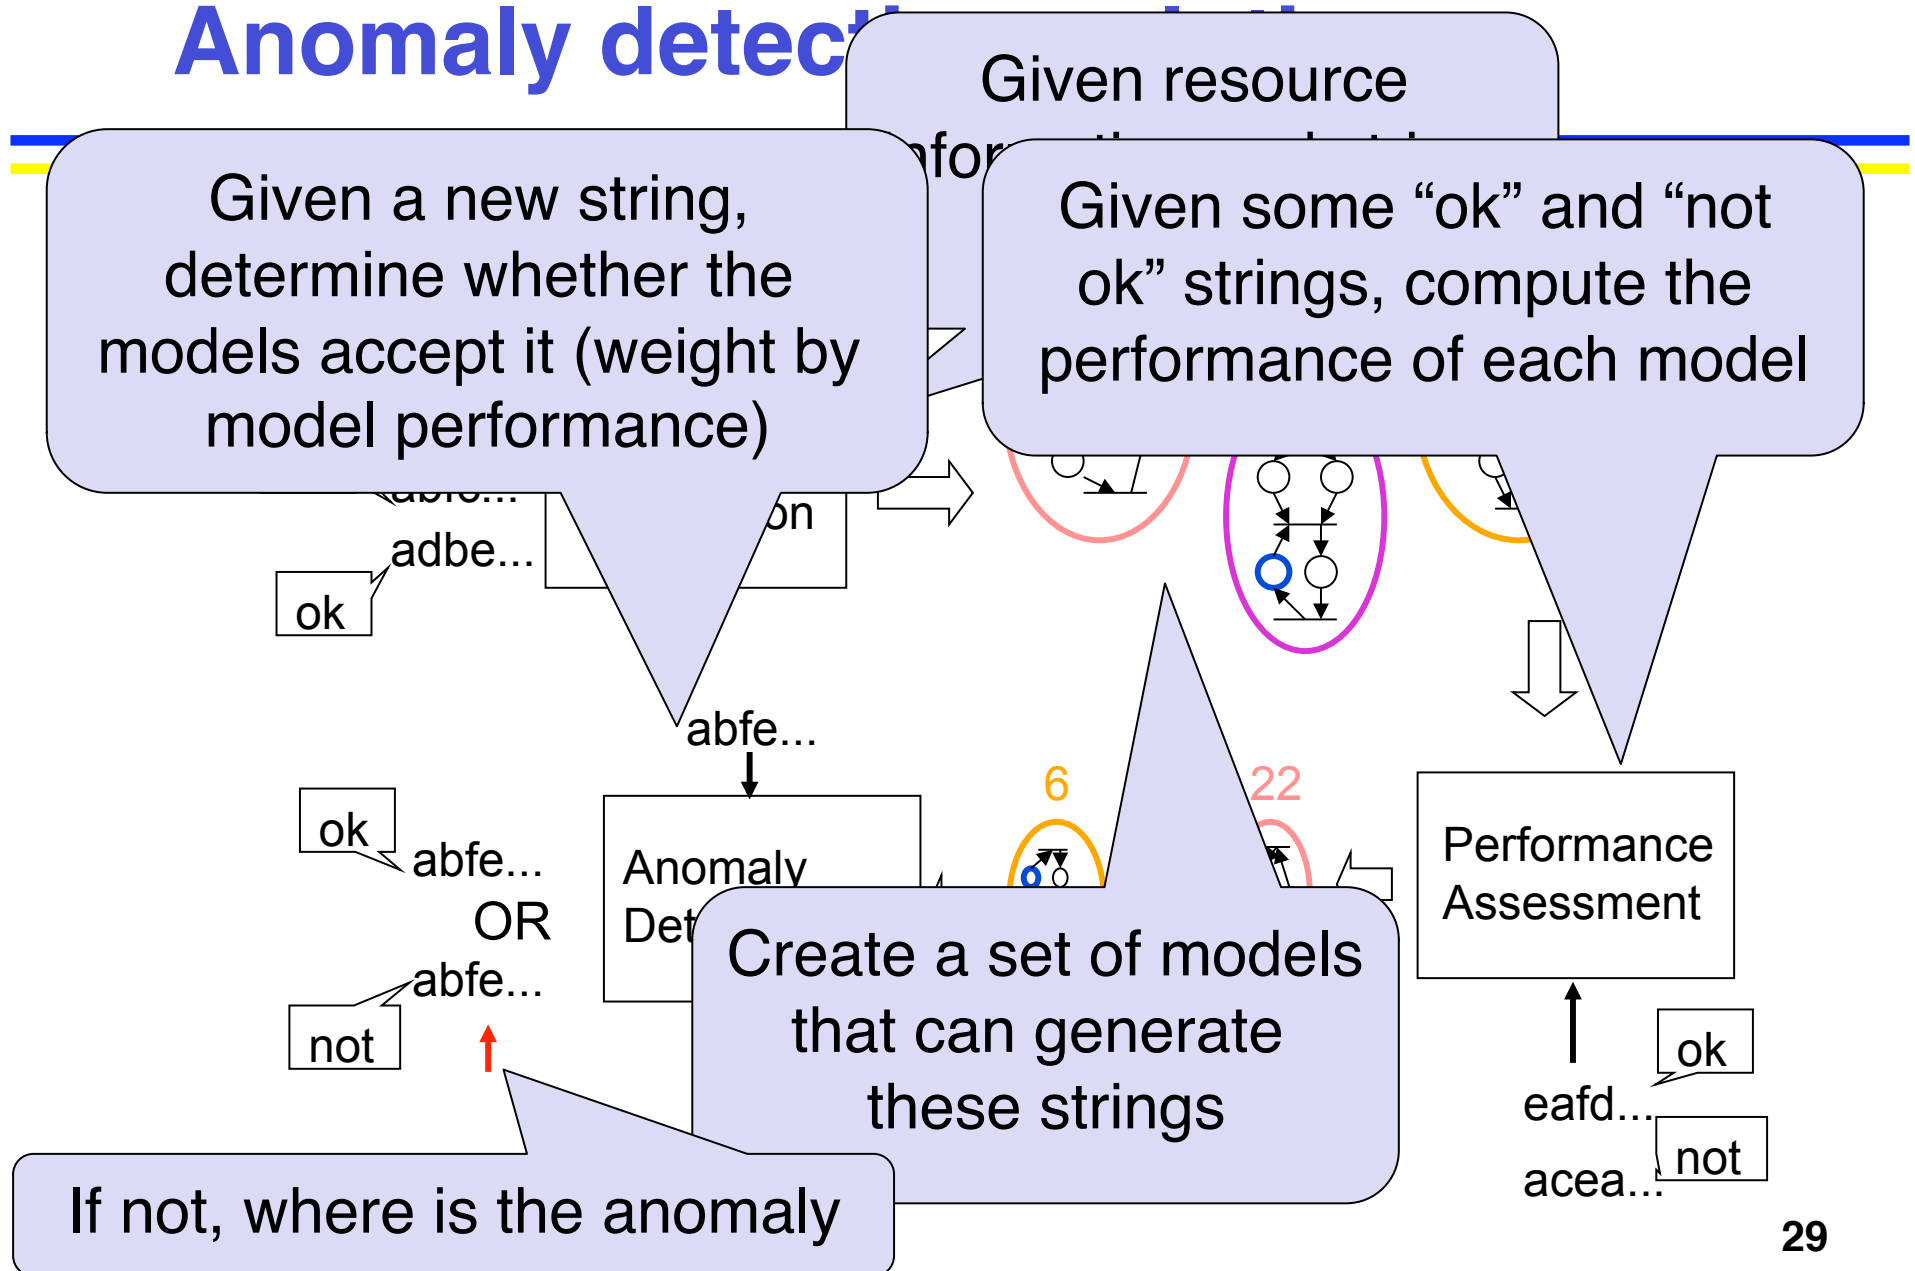 Anomaly
Given resource
Given a new string,
determine whether the
models accept it (weight by
model performance)
Given some “ok” and “not
ok” strings, compute the
performance of each model
adbe...
ok
abfe...
6
22
ok
abfe...
OR
abfe...
not
Anomaly
Performance
Assessment
Create a set of models
that can generate
these strings
ok
eafd...
not
acea...
If not, where is the anomaly
29